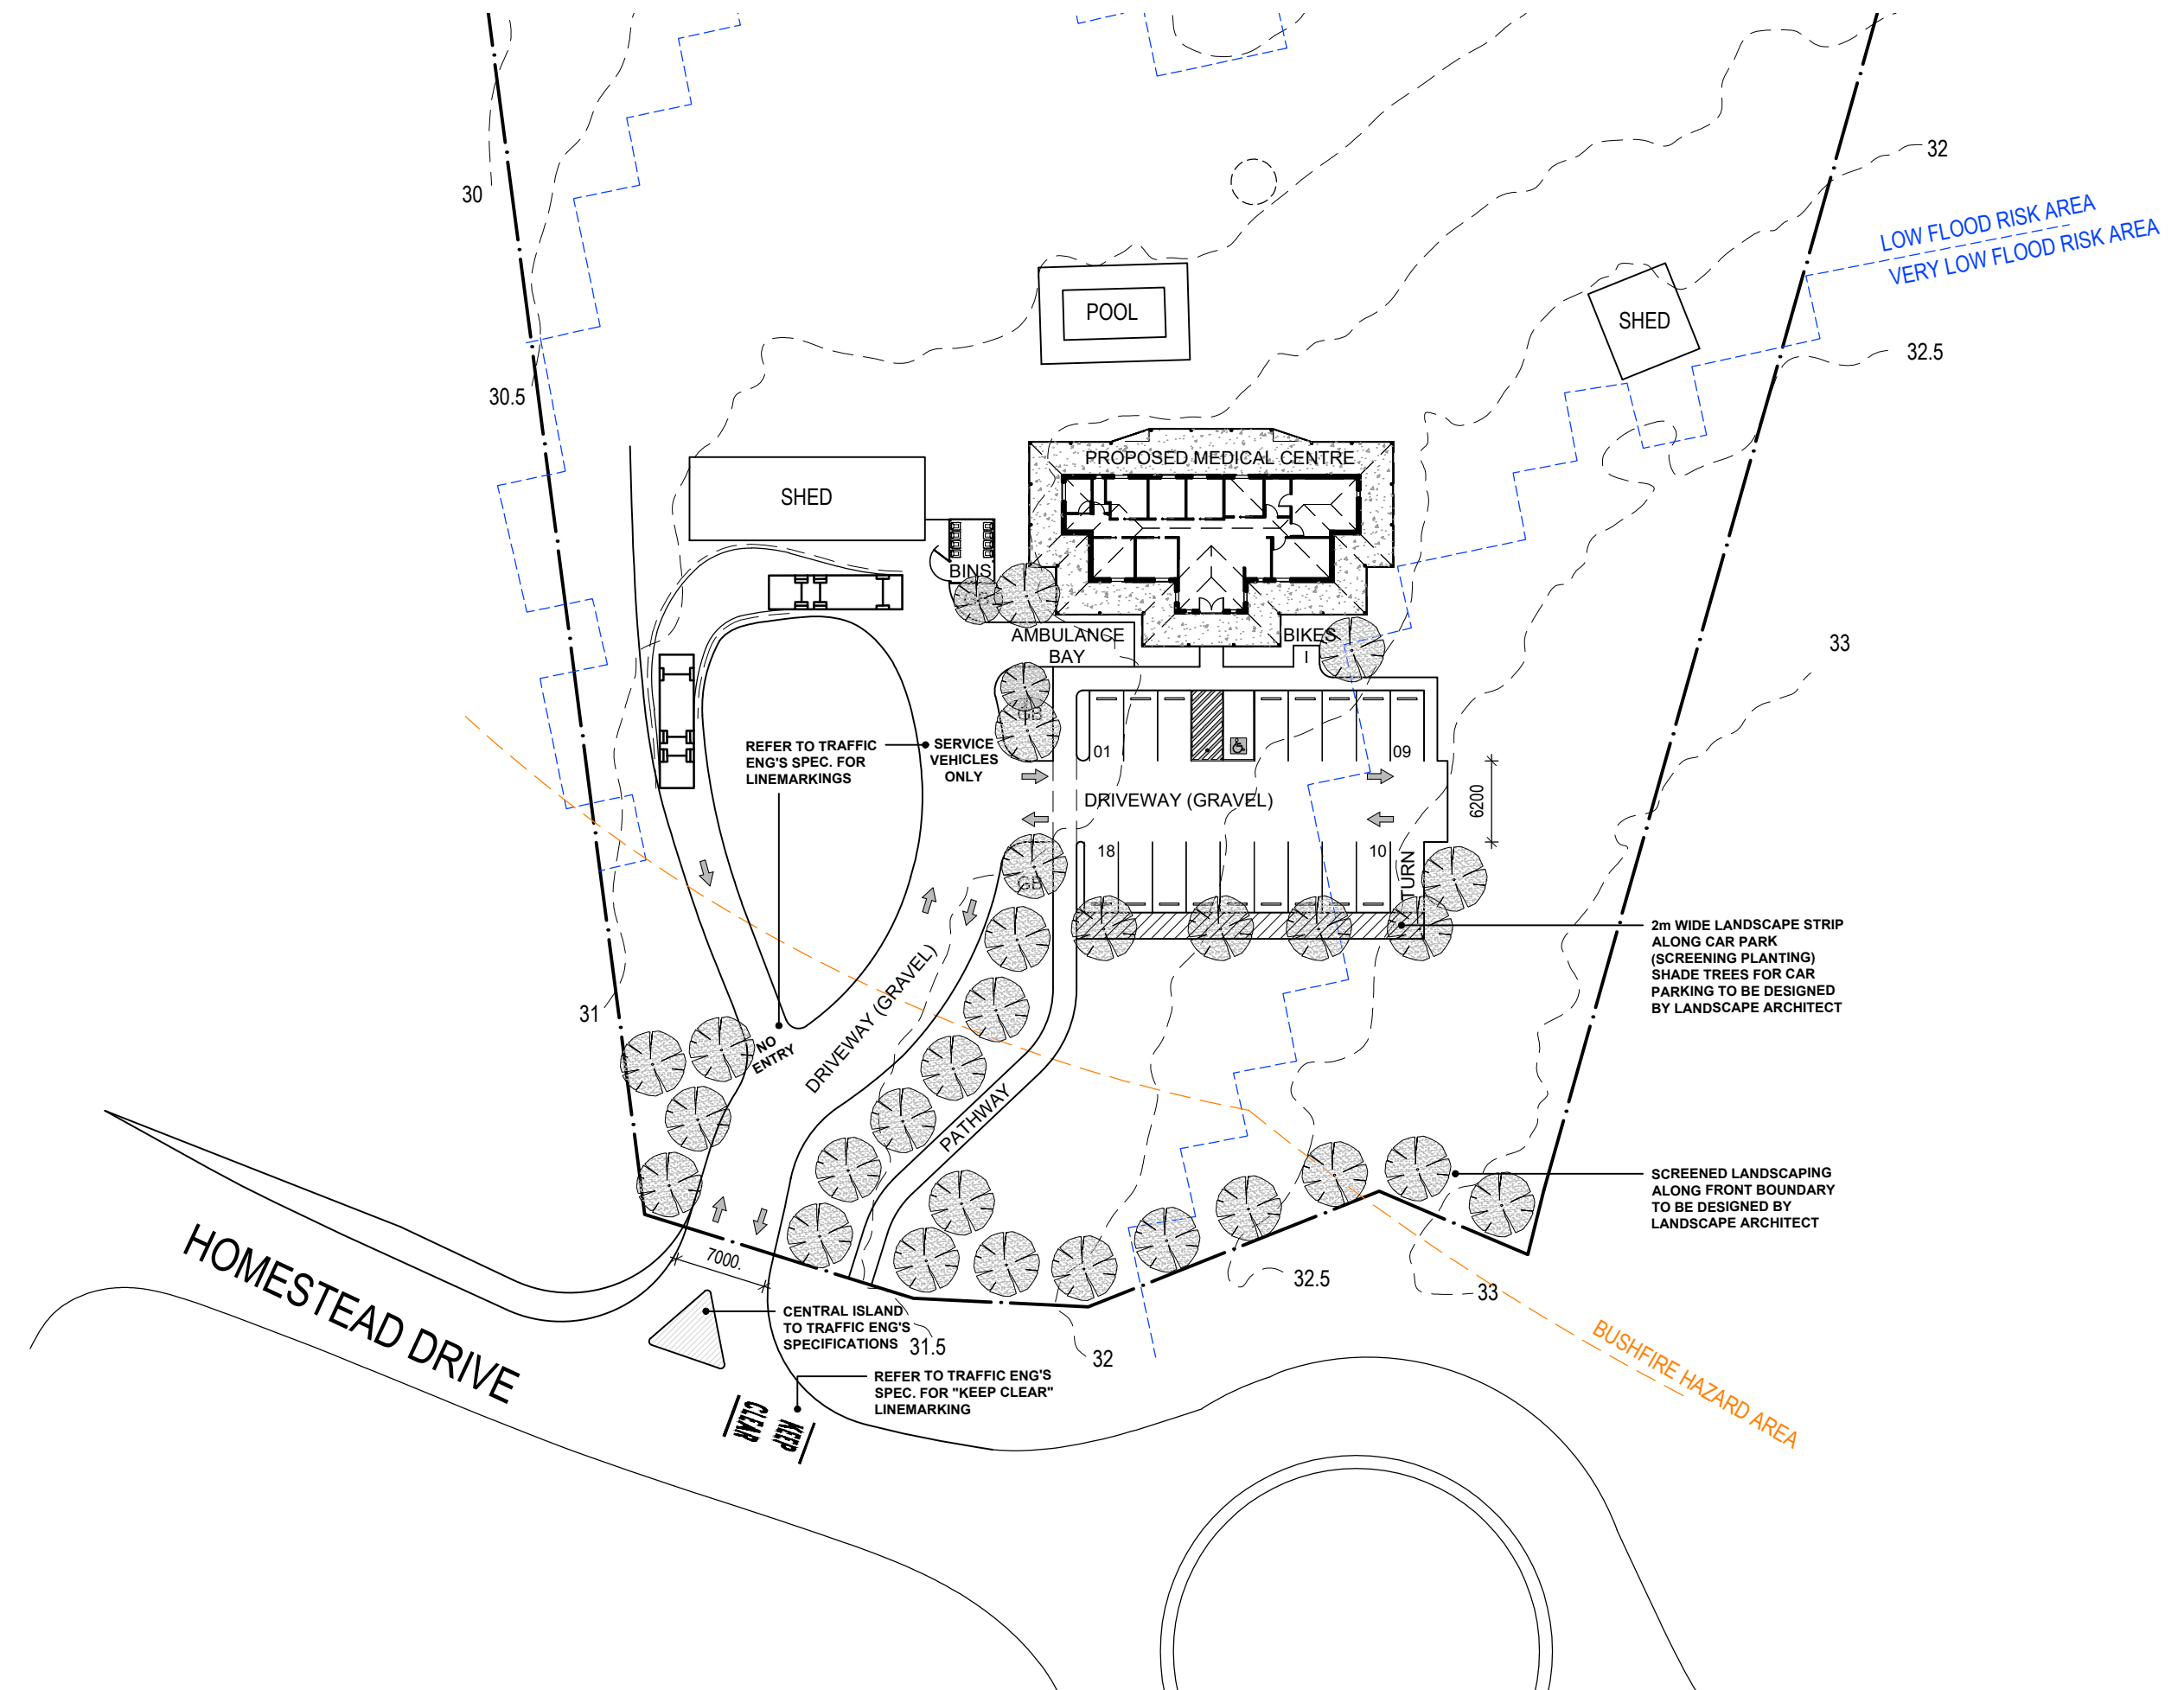 30
32
LOW FLOOD RISK AREA
VERY LOW FLOOD RISK AREA
POOL
SHED
32.5
30.5
PROPOSED MEDICAL CENTRE
SHED
BINS
AMBULANCE
BAY
BIKES
33
GB
REFER TO TRAFFIC
ENG'S SPEC. FOR
LINEMARKINGS
SERVICE
VEHICLES
ONLY
01
09
DRIVEWAY (GRAVEL)
6200
18
10
TURN
GB
2m WIDE LANDSCAPE STRIP
ALONG CAR PARK
(SCREENING PLANTING)
SHADE TREES FOR CAR
PARKING TO BE DESIGNED
BY LANDSCAPE ARCHITECT
31
NO
ENTRY
DRIVEWAY (GRAVEL)
PATHWAY
SCREENED LANDSCAPING
ALONG FRONT BOUNDARY
TO BE DESIGNED BY
LANDSCAPE ARCHITECT
7000.
HOMESTEAD DRIVE
CENTRAL ISLAND
TO TRAFFIC ENG'S
SPECIFICATIONS
31.5
32
32.5
33
BUSHFIRE HAZARD AREA
REFER TO TRAFFIC ENG'S
SPEC. FOR "KEEP CLEAR"
LINEMARKING
KEEP
CLEAR